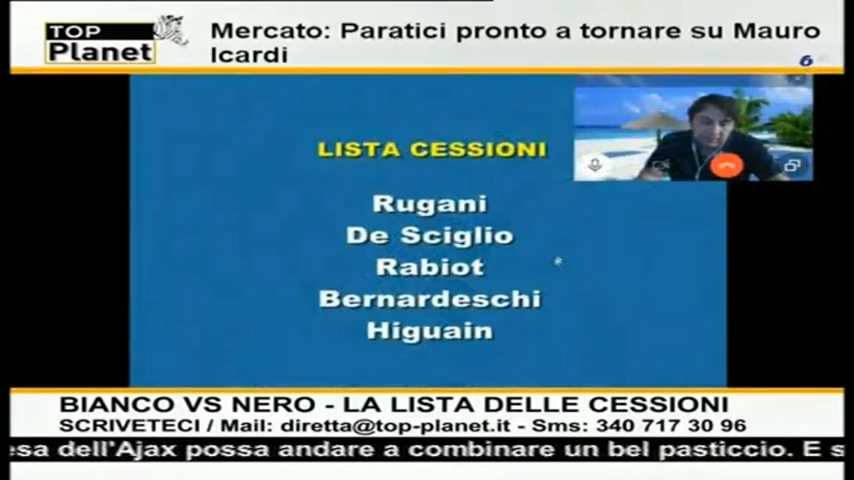 TOP
Planet
Mercato: Paratici pronto a tornare su Mauro
Icardi
6
LISTA CESSIONI
Rugani
De Sciglio
Rabiot
Bernardeschi
Higuain
BIANCO VS NERO - LA LISTA DELLE CESSIONI
SCRIVETECI / Mail: diretta@top-planet.it - Sms: 340 717 30 96
esa dell'Ajax possa andare a combinare un bel pasticcio. E s